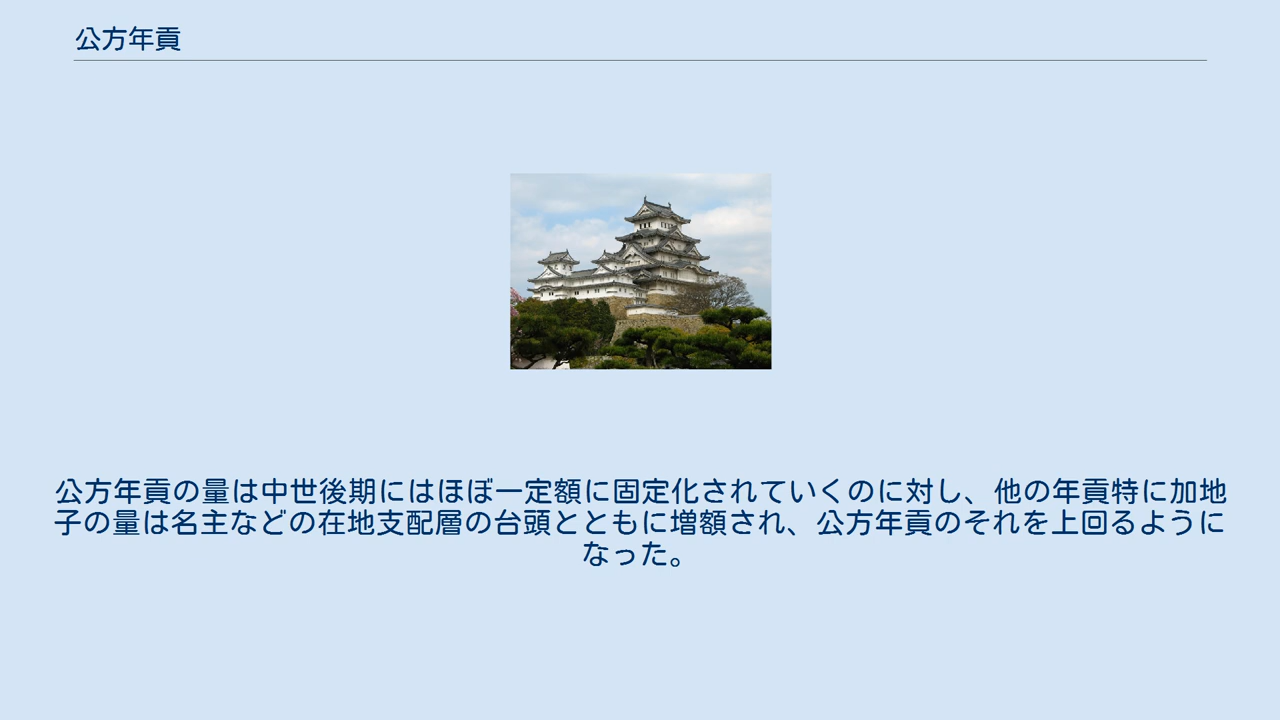 公方年貢
公方年貢の量は中世後期にはほぼ一定額に固定化されていくのに対し、他の年貢特に加地
子の量は名主などの在地支配層の台頭とともに増額され、公方年貢のそれを上回るように
なった。